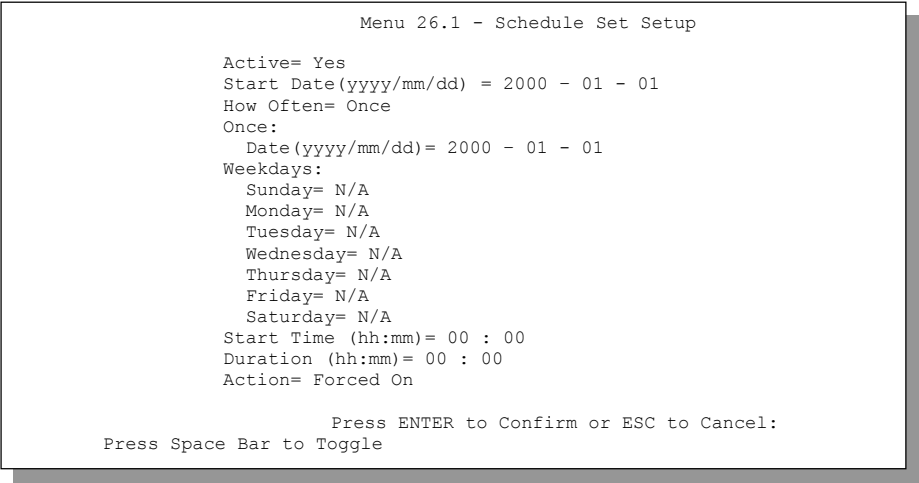 Menu 26.1 - Schedule Set Setup
Active= Yes
Start Date(yyyy/mm/dd) = 2000 – 01 - 01
How Often= Once
Once:
Date(yyyy/mm/dd)= 2000 – 01 - 01
Weekdays:
Sunday= N/A
Monday= N/A
Tuesday= N/A
Wednesday= N/A
Thursday= N/A
Friday= N/A
Saturday= N/A
Start Time (hh:mm)= 00 : 00
Duration (hh:mm)= 00 : 00
Action= Forced On
Press ENTER to Confirm or ESC to Cancel:
Press Space Bar to Toggle